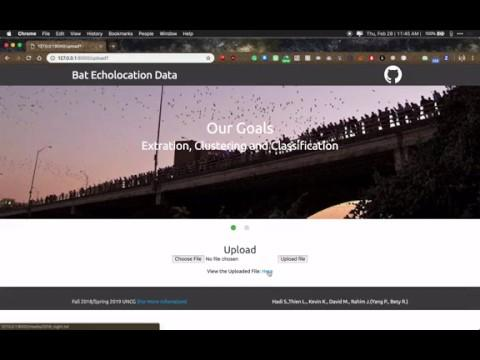 Chrome File Edit View History Bookmarks People Window Help
Thu, Feb 28 11:45 AM
127.0.0.1:8000/upload?
Bat Echolocation Data
Our Goals
Extration, Clustering and Classification
Upload
Choose File No file chosen Upload file
View the Uploaded File: Here
Fall 2018/Spring 2019 UNCG (For More Information)
Hadi S.,Thien L., Kevin K., David M., Rahim J.(Yang P., Bety R.)